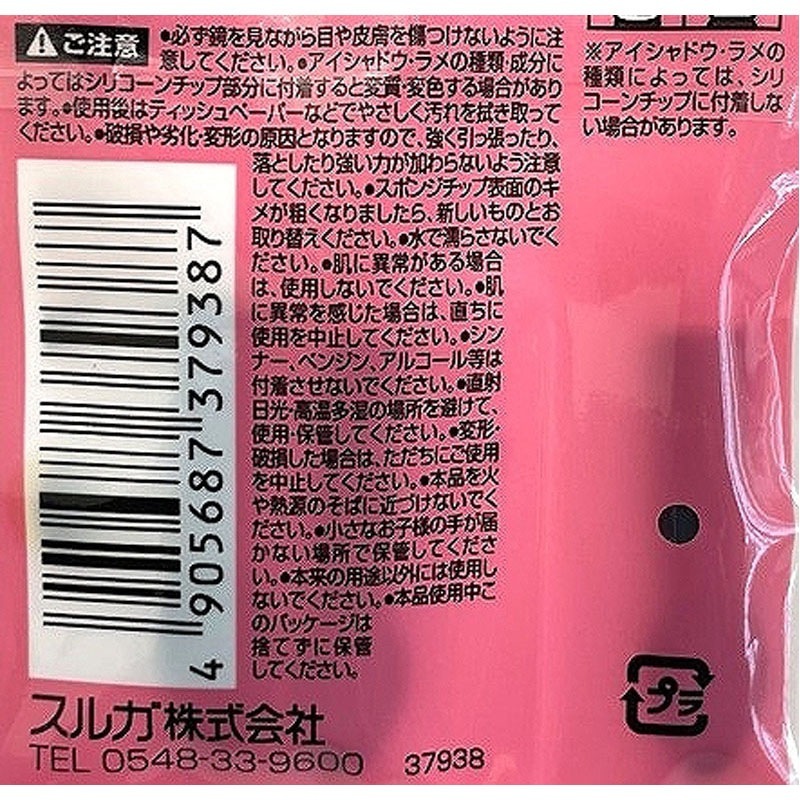 ⚠ご注意 ●必ず鏡を見ながら目や皮膚を傷つけないように注
意してください。●アイシャドウ・ラメの種類・成分に
よってはシリコーンチップ部分に付着すると変質・変色する場合があり
ます。●使用後はティッシュペーパーなどでやさしく汚れを拭き取って
ください。●破損や劣化・変形の原因となりますので、強く引っ張ったり、
落としたり強い力が加わらないよう注意
してください。●スポンジチップ表面のキ
メが粗くなりましたら、新しいものとお
取り替えください。●水で濡らさないでく
ださい。●肌に異常がある場合
は、使用しないでください。●肌
に異常を感じた場合は、直ちに
使用を中止してください。●シン
ナー、ベンジン、アルコール等は
付着させないでください。●直射
日光・高温多湿の場所を避けて、
使用・保管してください。●変形・
破損した場合は、ただちにご使用
を中止してください。●本品を火
や熱源のそばに近づけないでく
ださい。●小さなお子様の手が届
かない場所で保管してくださ
い。●本来の用途以外には使用し
ないでください。●本品使用中こ
のパッケージは
捨てずに保管
してください。
※アイシャドウ・ラメの
種類によっては、シリ
コーンチップに付着しな
い場合があります。
4 905687 379387
スルガ株式会社
TEL 0548-33-9600
37938
プラ